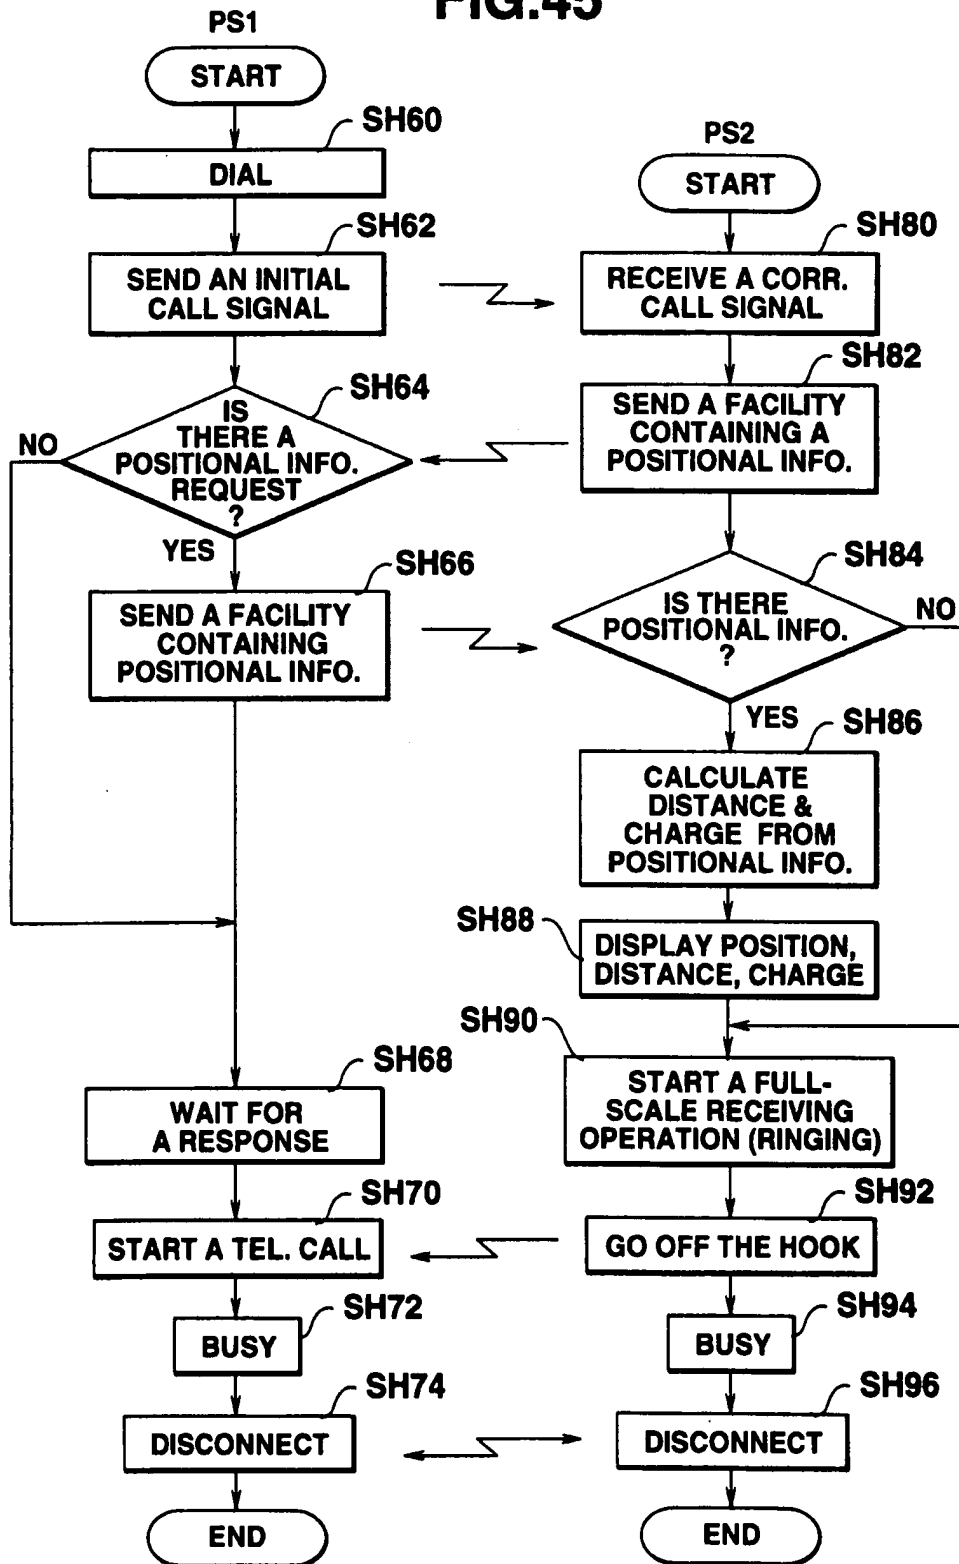 FIG.45
PS1
START
SH60
DIAL
SH62
SEND AN INITIAL
CALL SIGNAL
SH64
IS
THERE A
POSITIONAL INFO.
REQUEST
?
NO
YES
SH66
SEND A FACILITY
CONTAINING
POSITIONAL INFO.
SH68
WAIT FOR
A RESPONSE
SH70
START A TEL. CALL
SH72
BUSY
SH74
DISCONNECT
END
PS2
START
SH80
RECEIVE A CORR.
CALL SIGNAL
SH82
SEND A FACILITY
CONTAINING A
POSITIONAL INFO.
SH84
IS THERE
POSITIONAL INFO.
?
NO
YES
SH86
CALCULATE
DISTANCE &
CHARGE FROM
POSITIONAL INFO.
SH88
DISPLAY POSITION,
DISTANCE, CHARGE
SH90
START A FULL-
SCALE RECEIVING
OPERATION (RINGING)
SH92
GO OFF THE HOOK
SH94
BUSY
SH96
DISCONNECT
END